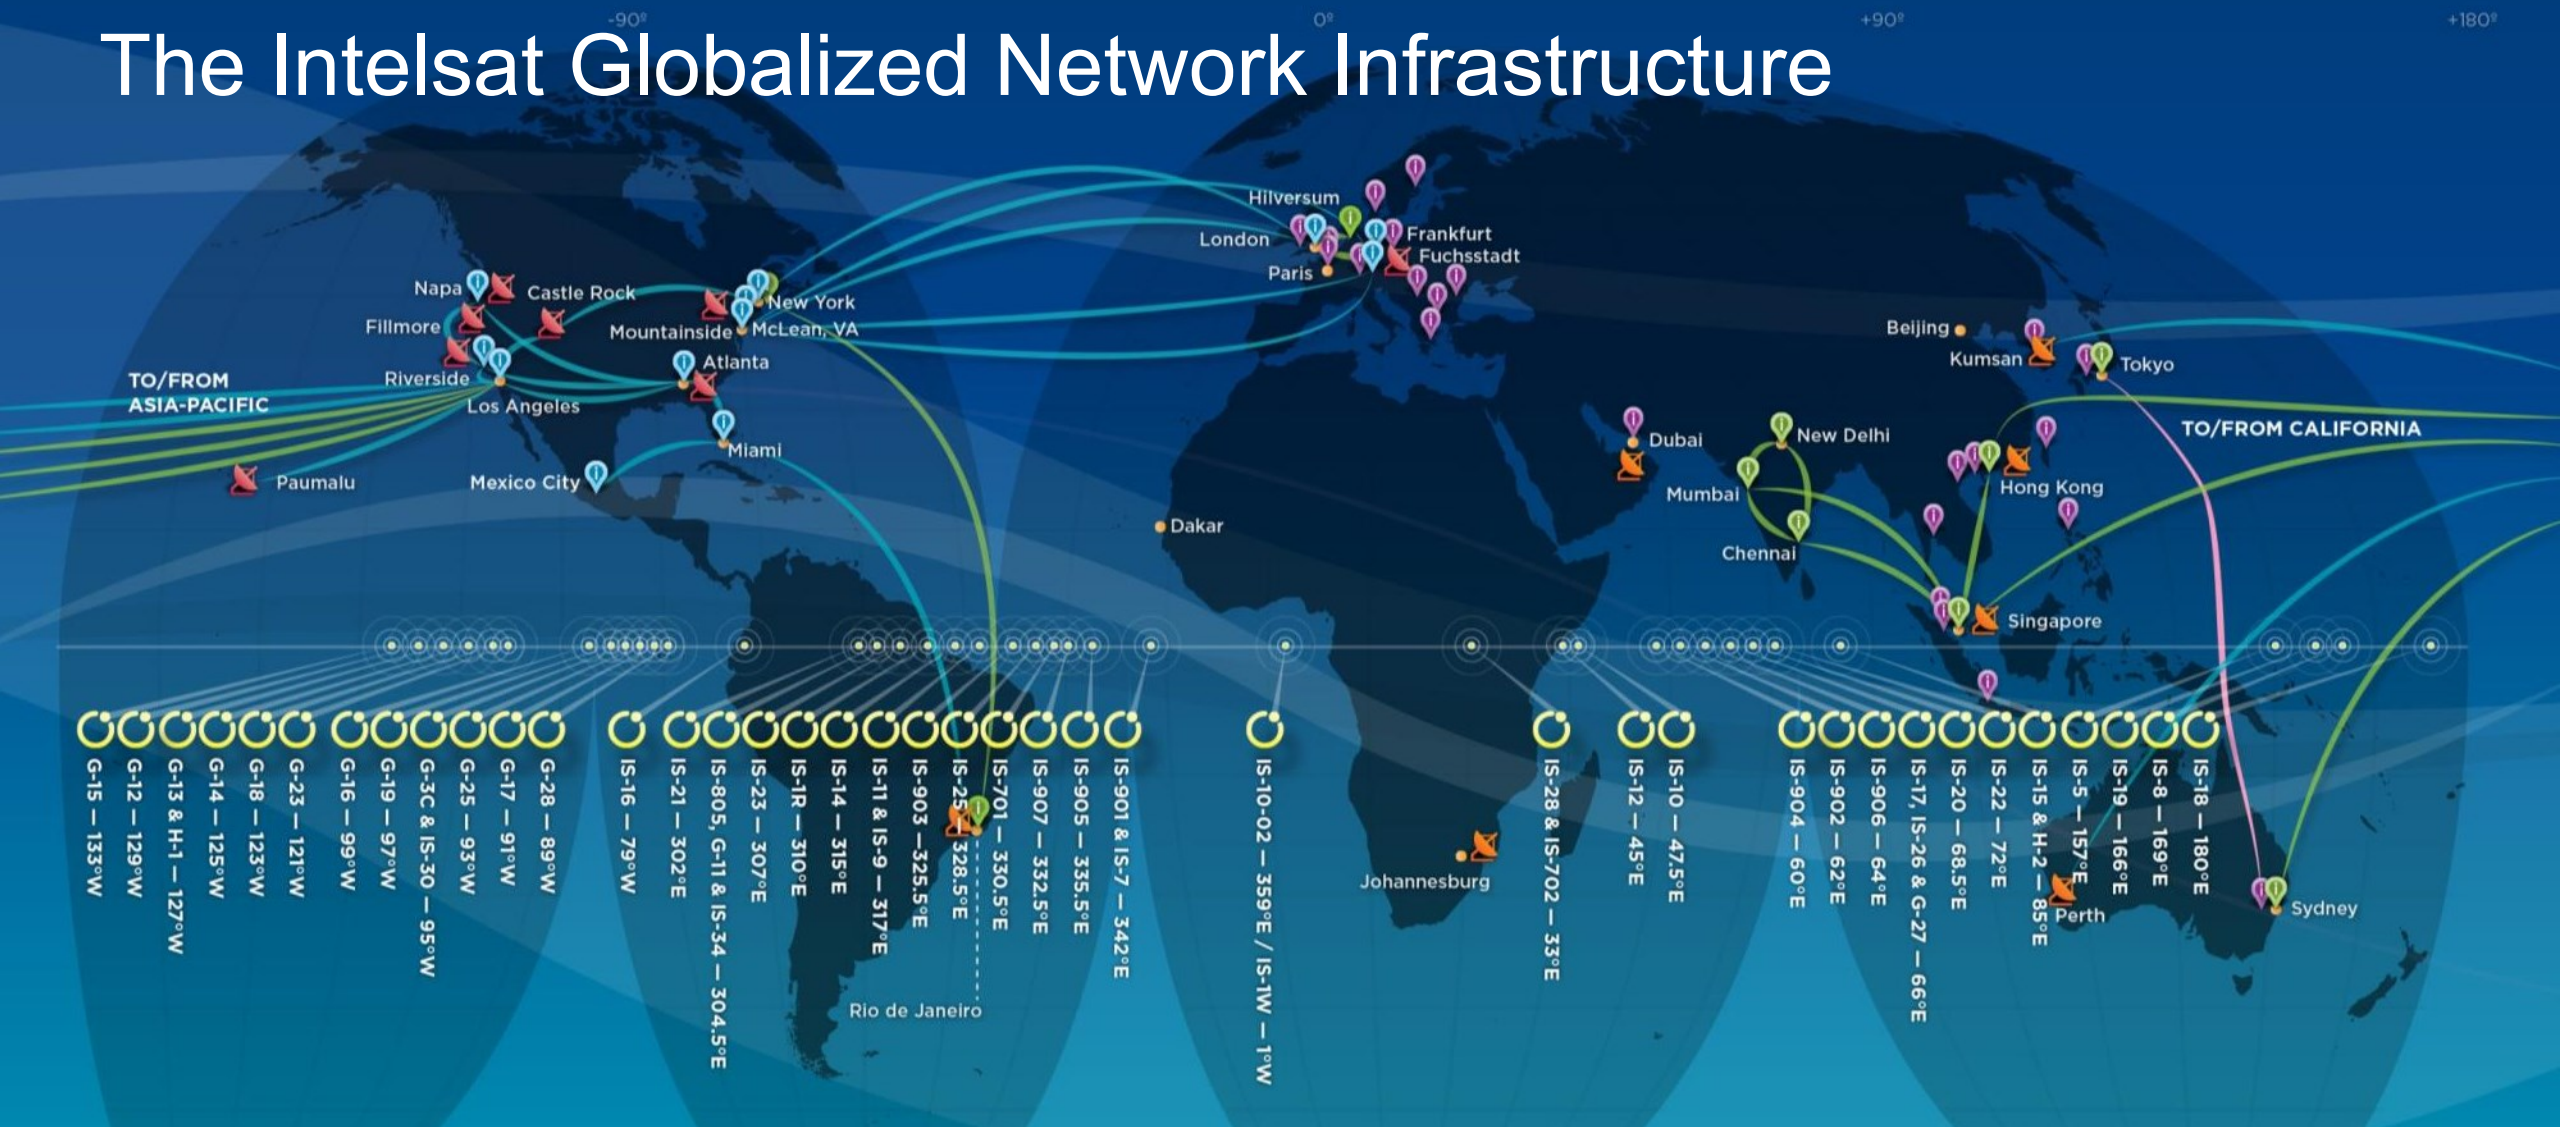 -90º
0º
+90º
+180º
The Intelsat Globalized Network Infrastructure
Hilversum
London
Frankfurt
Fuchsstadt
Paris
Napa
Castle Rock
New York
Fillmore
Mountainside
McLean, VA
Beijing
Kumsan
Tokyo
Atlanta
Riverside
Los Angeles
TO/FROM
ASIA-PACIFIC
TO/FROM CALIFORNIA
Dubai
New Delhi
Miami
Paumalu
Mexico City
Mumbai
Hong Kong
Dakar
Chennai
Singapore
G-15 — 133°W
G-12 — 129°W
G-13 & H-1 — 127°W
G-14 — 125°W
G-18 — 123°W
G-23 — 121°W
G-16 — 99°W
G-19 — 97°W
G-3C & IS-30 — 95°W
G-25 — 93°W
G-17 — 91°W
G-28 — 89°W
IS-16 — 79°W
IS-21 — 302°E
IS-805, G-11 & IS-34 — 304.5°E
IS-23 — 307°E
IS-1R — 310°E
IS-14 — 315°E
IS-11 & IS-9 — 317°E
IS-903 —325.5°E
IS-25 — 328.5°E
IS-701 — 330.5°E
IS-907 — 332.5°E
IS-905 — 335.5°E
IS-901 & IS-7 — 342°E
IS-10-02 — 359°E / IS-1W — 1°W
IS-28 & IS-702 — 33°E
IS-12 — 45°E
IS-10 — 47.5°E
IS-904 — 60°E
IS-902 — 62°E
IS-906 — 64°E
IS-17, IS-26 & G-27 — 66°E
IS-20 — 68.5°E
IS-22 — 72°E
IS-15 & H-2 — 85°E
IS-5 — 157°E
IS-19 — 166°E
IS-8 — 169°E
IS-18 — 180°E
Johannesburg
Perth
Sydney
Rio de Janeiro